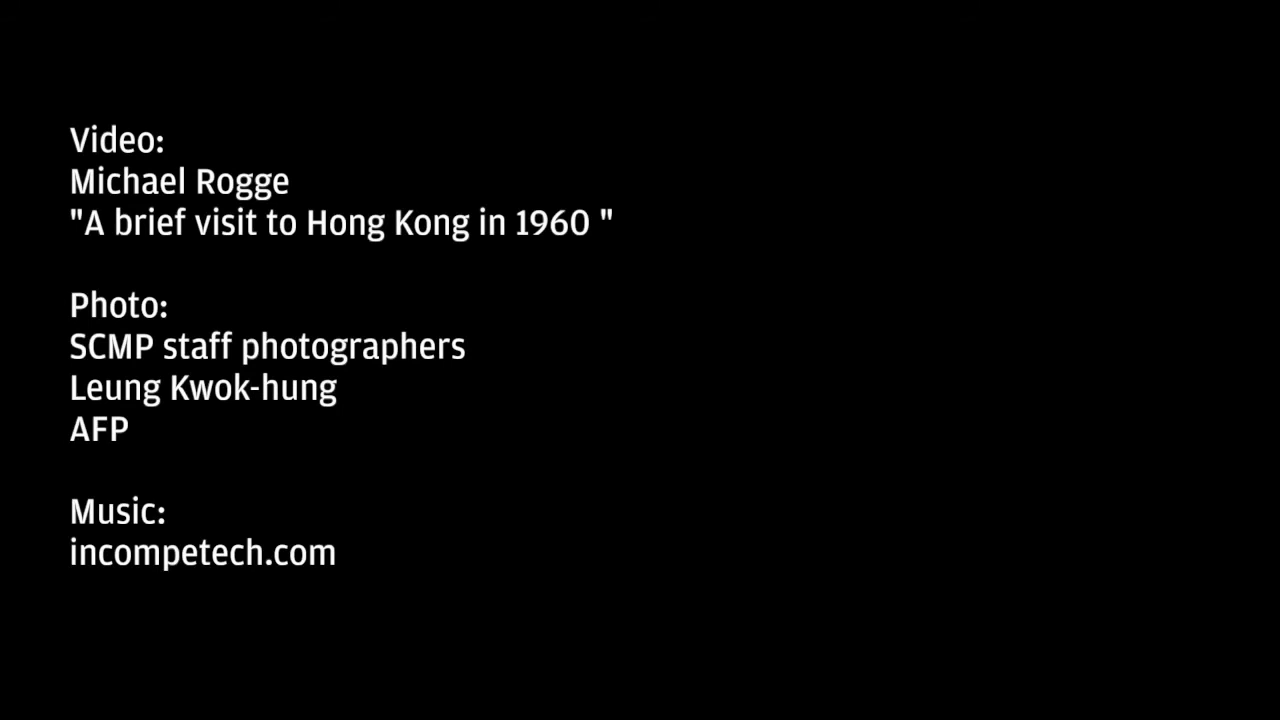 Video:
Michael Rogge
"A brief visit to Hong Kong in 1960 "
Photo:
SCMP staff photographers
Leung Kwok-hung
AFP
Music:
incompetech.com